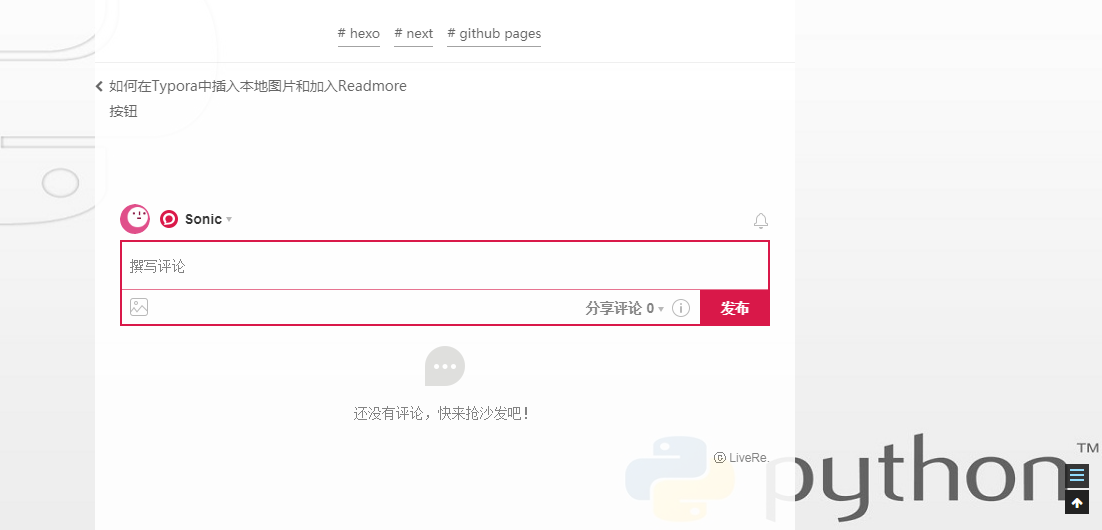 # hexo # next # github pages
如何在Typora中插入本地图片和加入Readmore
按钮
Sonic
撰写评论
分享评论 0
发布
还没有评论，快来抢沙发吧！
LiveRe.
python TM